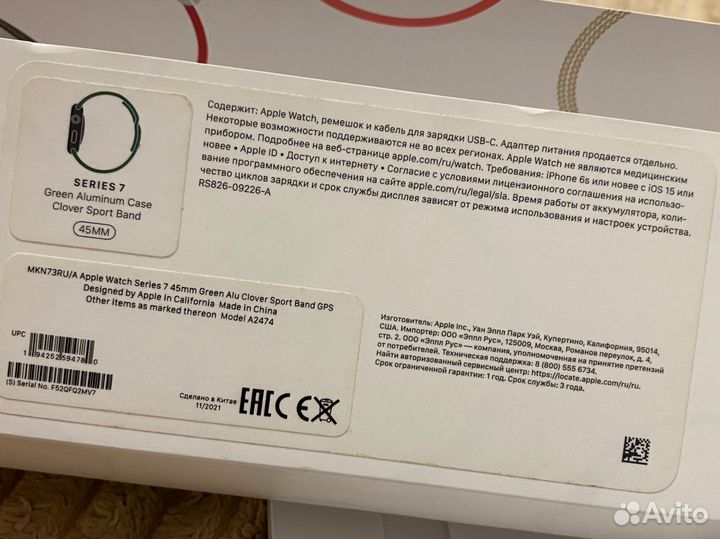 SERIES 7
Green Aluminum Case
Clover Sport Band
45MM
Содержит: Apple Watch, ремешок и кабель для зарядки USB-C. Адаптер питания продается отдельно.
Некоторые возможности поддерживаются не во всех регионах. Apple Watch не являются медицинским
прибором. Подробнее на веб-странице apple.com/ru/watch. Требования: iPhone 6s или новее с iOS 15 или
новее • Apple ID • Доступ к интернету • Согласие с условиями лицензионного соглашения на использо-
вание программного обеспечения на сайте apple.com/ru/legal/sla. Время работы от аккумулятора, коли-
чество циклов зарядки и срок службы дисплея зависят от режима использования и настроек устройства.
RS826-09226-A
MKN73RU/A Apple Watch Series 7 45mm Green Alu Clover Sport Band GPS
Designed by Apple in California Made in China
Other items as marked thereon Model A2474
UPC
1 94252 59478 0
(S) Serial No. F52QFQ2MV7
Сделано в Китае
11/2021
EAC CE
Изготовитель: Apple Inc., Уан Эппл Парк Уэй, Купертино, Калифорния, 95014,
США. Импортер: ООО «Эппл Рус», 125009, Москва, Романов переулок, д. 4,
стр. 2. ООО «Эппл Рус» — компания, уполномоченная на принятие претензий
от потребителей. Техническая поддержка: 8 (800) 555 6734.
Найти авторизованный сервисный центр: https://locate.apple.com/ru/ru.
Срок ограниченной гарантии: 1 год. Срок службы: 3 года.
Avito